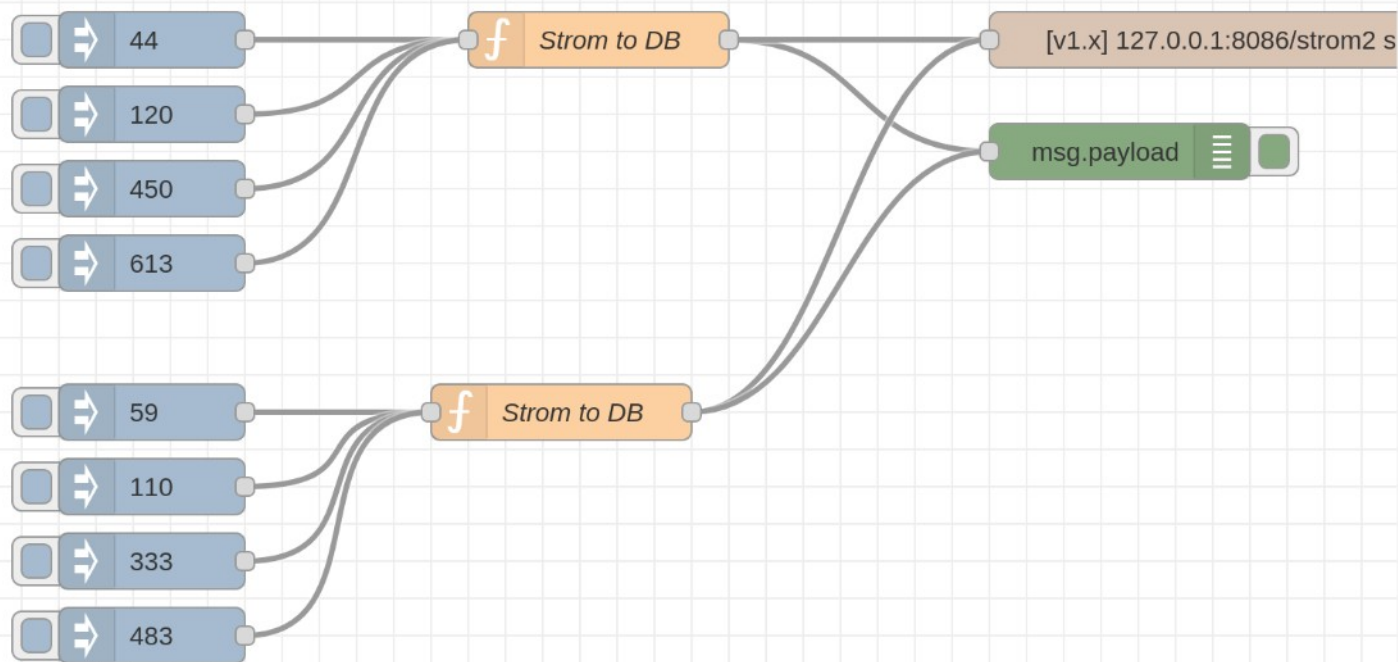 44
Strom to DB
[v1.x] 127.0.0.1:8086/strom2 s
120
msg.payload
450
613
59
Strom to DB
110
333
483